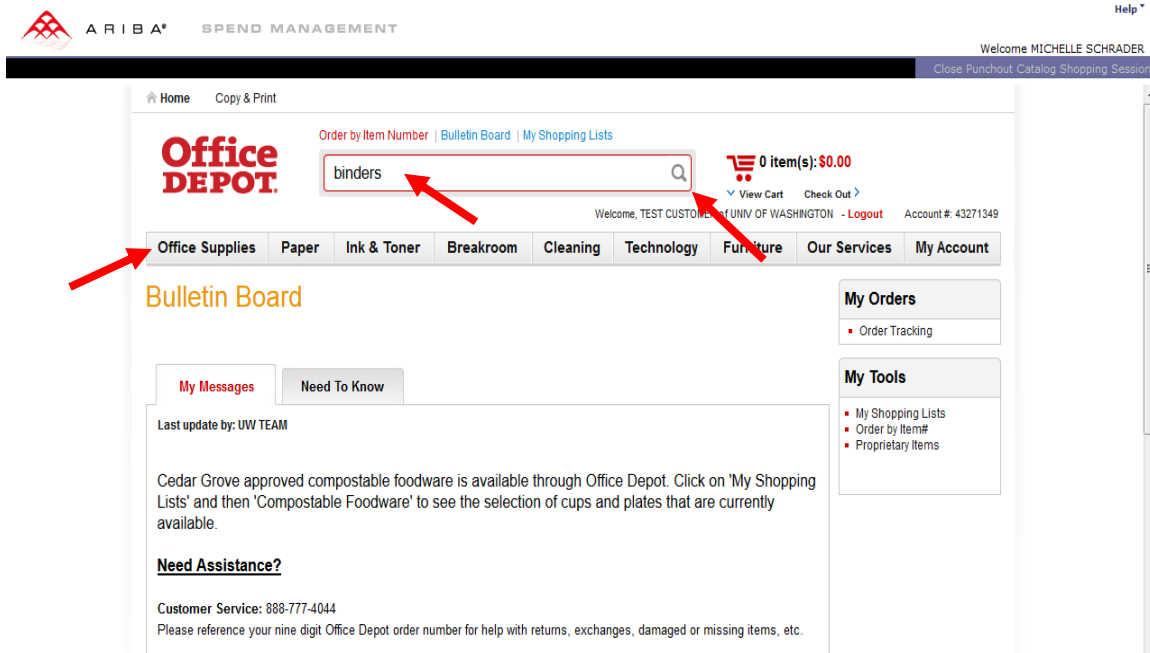 Help
ARIBA® SPEND MANAGEMENT
Welcome MICHELLE SCHRADER
Close Punchout Catalog Shopping Session
Home Copy & Print
Order by Item Number | Bulletin Board | My Shopping Lists
Office DEPOT.
binders
0 item(s): $0.00
View Cart Check Out
Welcome, TEST CUSTOMER of UNIV OF WASHINGTON - Logout Account #: 43271349
Office Supplies Paper Ink & Toner Breakroom Cleaning Technology Furniture Our Services My Account
Bulletin Board
My Orders
Order Tracking
My Tools
My Shopping Lists
Order by Item#
Proprietary Items
My Messages Need To Know
Last update by: UW TEAM
Cedar Grove approved compostable foodware is available through Office Depot. Click on 'My Shopping
Lists' and then 'Compostable Foodware' to see the selection of cups and plates that are currently
available.
Need Assistance?
Customer Service: 888-777-4044
Please reference your nine digit Office Depot order number for help with returns, exchanges, damaged or missing items, etc.